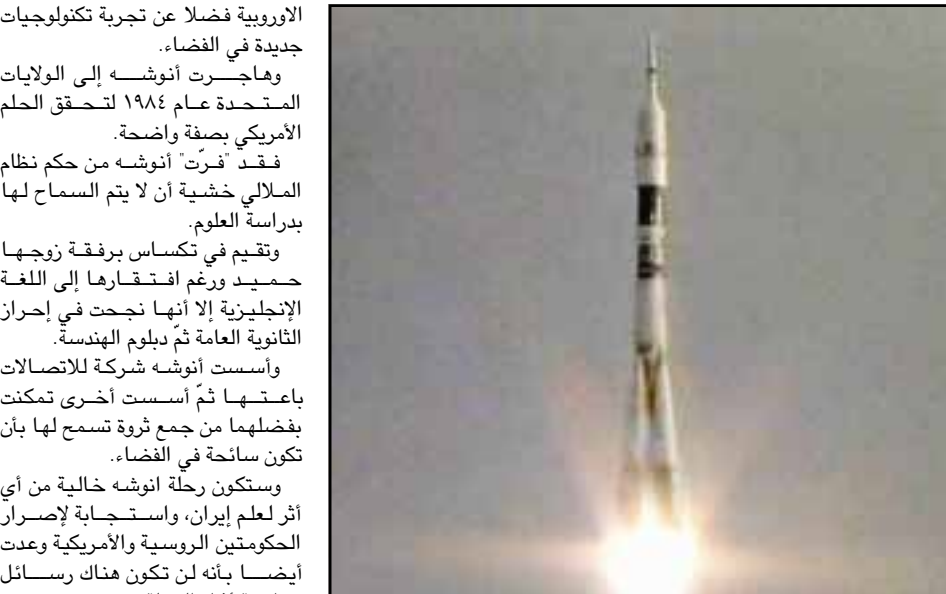 الاوروبية فضلا عن تجربة تكنولوجيات
جديدة في الفضاء.
وهاجرت أنوشه إلى الولايات
المتحدة عام ١٩٨٤ لتحقق الحلم
الأمريكي بصفة واضحة.
فقد "فرّت" أنوشه من حكم نظام
الملالي خشية أن لا يتم السماح لها
بدراسة العلوم.
وتقيم في تكساس برفقة زوجها
حميد ورغم افتقارها إلى اللغة
الإنجليزية إلا أنها نجحت في إحراز
الثانوية العامة ثمّ دبلوم الهندسة.
وأسست أنوشه شركة للاتصالات
باعتها ثمّ أسست أخرى تمكنت
بفضلهما من جمع ثروة تسمح لها بأن
تكون سائحة في الفضاء.
وستكون رحلة انوشه خالية من أي
أثر لعلم إيران، واستجابة لإصرار
الحكومتين الروسية والأمريكية وعدت
أيضا بأنه لن تكون هناك رسائل